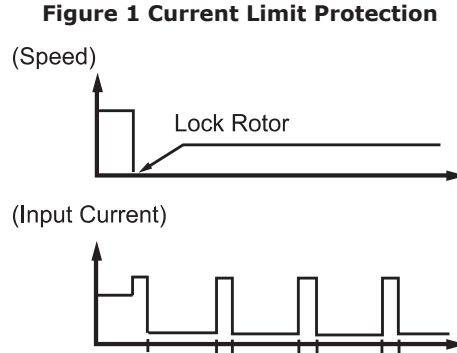 Figure 1 Current Limit Protection
(Speed)
Lock Rotor
(Input Current)